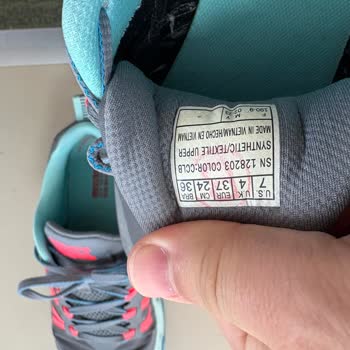 U.S UK EUR CM BRA
7 4 37 24 36
SN 128203 COLOR:CCLB
SYNTHETIC/TEXTILE UPPER
MADE IN VIETNAM/HECHO EN VIETNAM